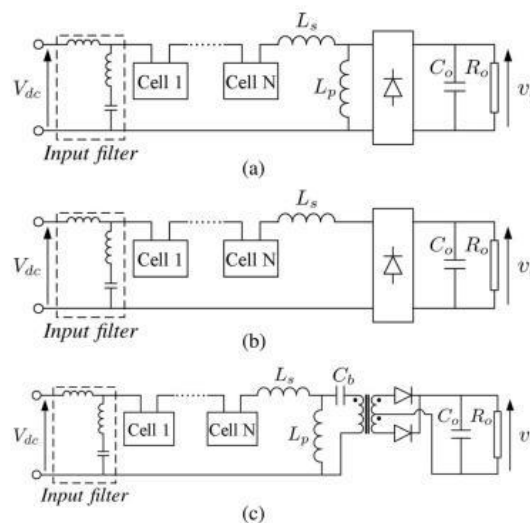 L_s
V_dc Cell 1 Cell N L_p C_o R_o v
Input filter
(a)
L_s
V_dc Cell 1 Cell N C_o R_o v
Input filter
(b)
L_s C_b
V_dc Cell 1 Cell N L_p C_o R_o v
Input filter
(c)